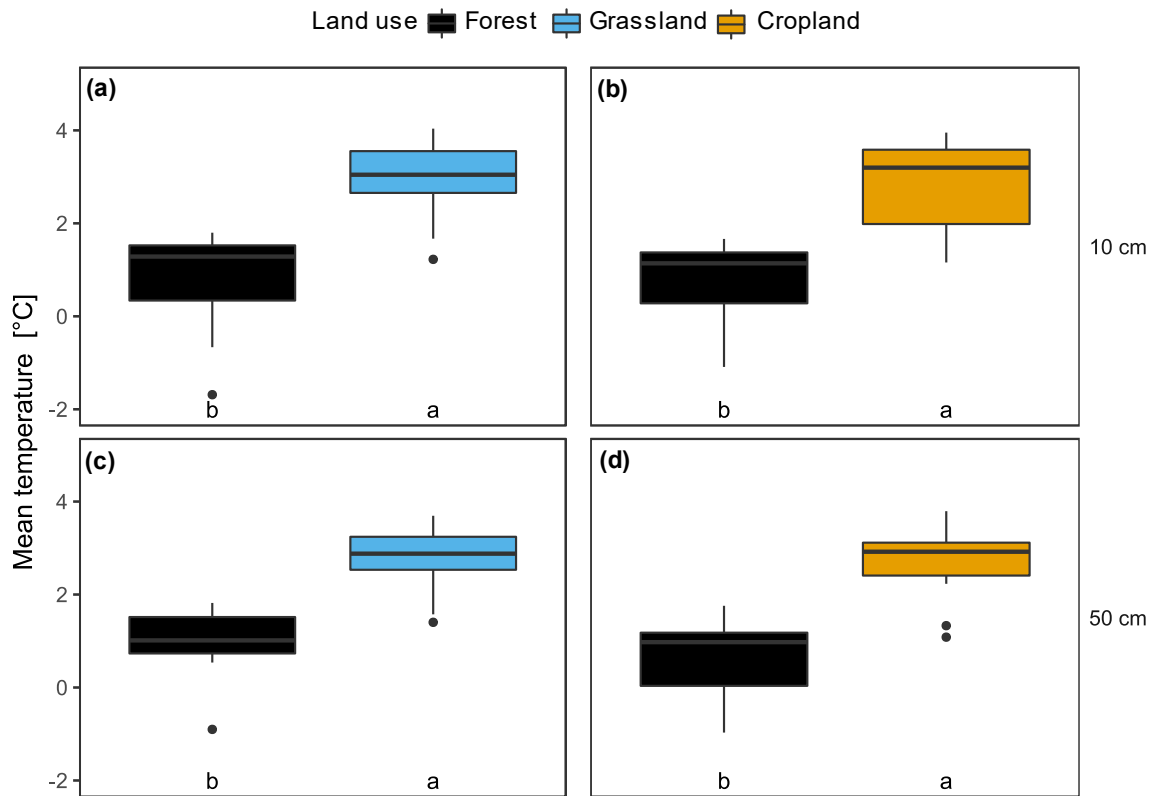 Land use Forest Grassland Cropland
(a)
(b)
4
2
0
-2
10 cm
b
a
b
a
Mean temperature [°C]
(c)
(d)
4
2
0
-2
50 cm
b
a
b
a